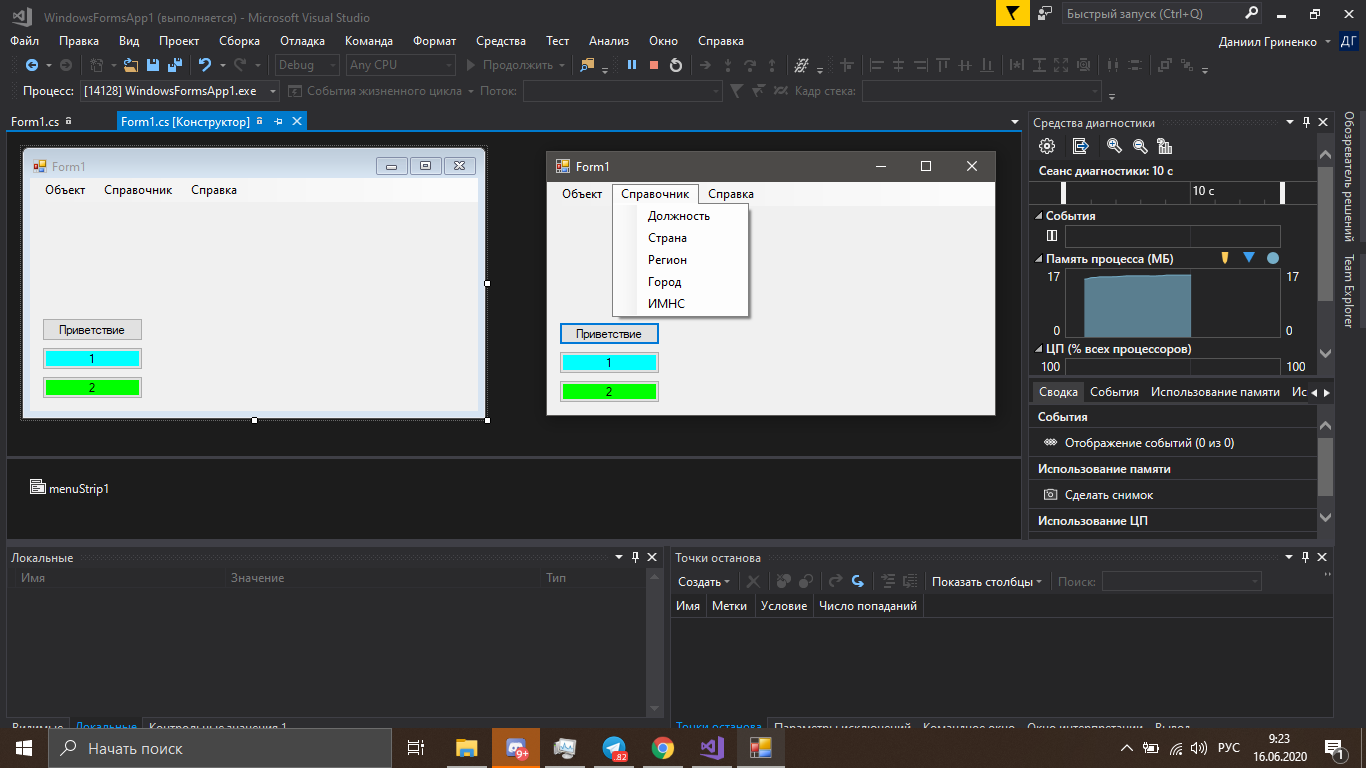 WindowsFormsApp1 (выполняется) - Microsoft Visual Studio
Быстрый запуск (Ctrl+Q)
Файл Правка Вид Проект Сборка Отладка Команда Формат Средства Тест Анализ Окно Справка
Даниил Гриненко ДГ
Debug Any CPU Продолжить
Процесс: [14128] WindowsFormsApp1.exe События жизненного цикла Поток: Кадр стека:
Form1.cs Form1.cs [Конструктор]
Form1
Объект Справочник Справка
Приветствие
1
2
Form1
Объект Справочник Справка
Должность
Страна
Регион
Город
ИМНС
Приветствие
1
2
menuStrip1
Средства диагностики
Сеанс диагностики: 10 с
10 с
События
Память процесса (МБ)
17 17
0 0
ЦП (% всех процессоров)
100 100
Сводка События Использование памяти Ис
События
Отображение событий (0 из 0)
Использование памяти
Сделать снимок
Использование ЦП
Обозреватель решений
Team Explorer
Локальные
Имя Значение Тип
Видимые Локальные Контрольные значения 1
Точки останова
Создать Показать столбцы Поиск:
Имя Метки Условие Число попаданий
Точки останова Параметры исключений Командное окно Окно интерпретации Вывод
Начать поиск
9+
82
РУС
9:23
16.06.2020
1